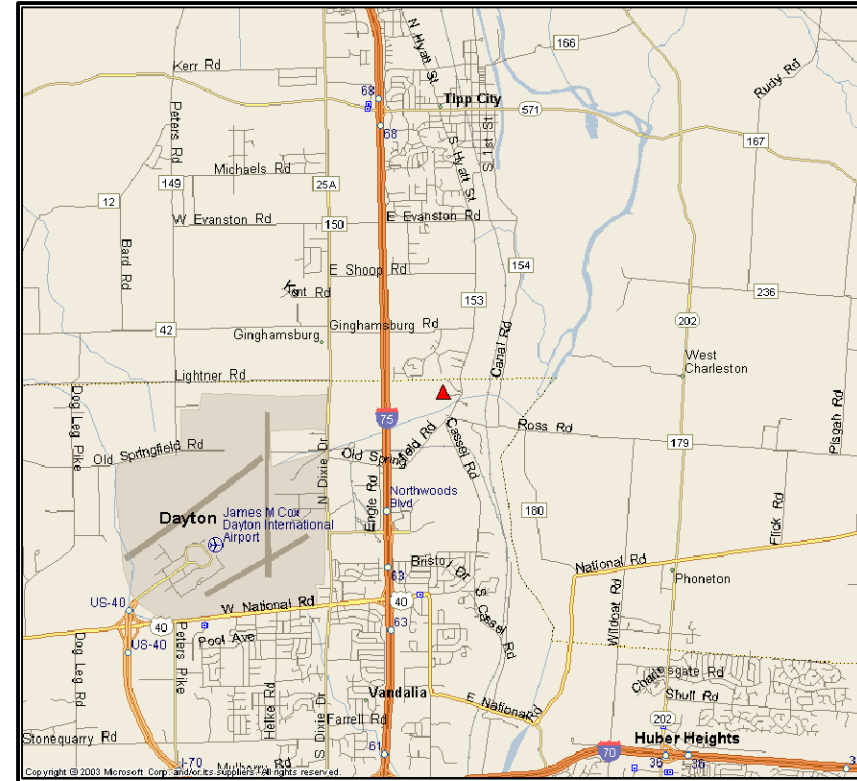 N Hyatt St
166
Kerr Rd
Rudy Rd
68
Tipp City
571
Peters Rd
68
S 1st St
S Hyatt St
167
Michaels Rd
149
25A
12
W Evanston Rd
150
E Evanston Rd
Bard Rd
E Shoop Rd
154
153
236
Ginghamsburg Rd
42
202
Ginghamsburg
Canal Rd
West
Charleston
Lightner Rd
Dog Leg Pike
75
Pisgah Rd
Ross Rd
Cassel Rd
179
Old Springfield Rd
Old Springfield Rd
N Dixie Dr
Engle Rd
Northwoods
Blvd
Flick Rd
180
Dayton
James M Cox
Dayton International
Airport
National Rd
63
Bristol Dr
Phoneton
US-40
W National Rd
40
S Cassel Rd
Wildcat Rd
40
63
US-40
Pool Ave
Peters Pike
Dog Leg Rd
Shull Rd
Vandalia
E National Rd
Helke Rd
S Dixie Dr
Farrell Rd
202
Stonequarry Rd
Huber Heights
70
I-70
61
36
36
3
Copyright © 2003 Microsoft Corp. and/or its suppliers. All rights reserved.